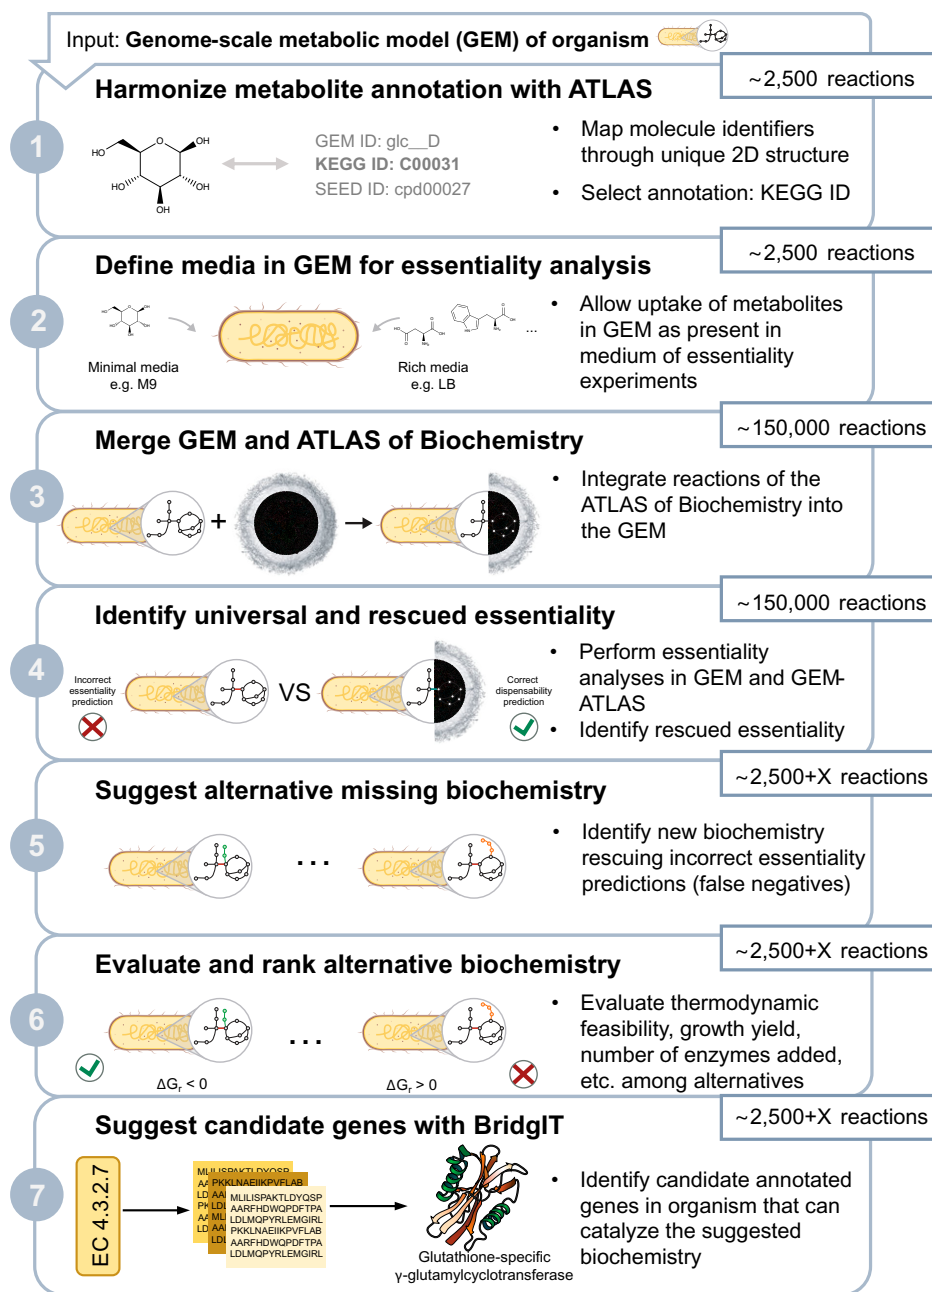 Input: Genome-scale metabolic model (GEM) of organism
~2,500 reactions
Harmonize metabolite annotation with ATLAS
1
HO
O
OH
HO
OH
OH
GEM ID: glc__D
KEGG ID: C00031
SEED ID: cpd00027
• Map molecule identifiers
through unique 2D structure
• Select annotation: KEGG ID
~2,500 reactions
Define media in GEM for essentiality analysis
2
Minimal media
e.g. M9
Rich media
e.g. LB
...
• Allow uptake of metabolites
in GEM as present in
medium of essentiality
experiments
~150,000 reactions
Merge GEM and ATLAS of Biochemistry
3
+
• Integrate reactions of the
ATLAS of Biochemistry into
the GEM
~150,000 reactions
Identify universal and rescued essentiality
4
Incorrect
essentiality
prediction
VS
Correct
dispensability
prediction
• Perform essentiality
analyses in GEM and GEM-
ATLAS
• Identify rescued essentiality
~2,500+X reactions
Suggest alternative missing biochemistry
5
...
• Identify new biochemistry
rescuing incorrect essentiality
predictions (false negatives)
~2,500+X reactions
Evaluate and rank alternative biochemistry
6
...
ΔGr < 0
ΔGr > 0
• Evaluate thermodynamic
feasibility, growth yield,
number of enzymes added,
etc. among alternatives
~2,500+X reactions
Suggest candidate genes with BridgIT
7
EC 4.3.2.7
MLILISPAKTLDYQSP
PKKLNAEIIKPVFLAB
MLILISPAKTLDYQSP
AARFHDWQPDFTPA
LDLMQPYRLEMGIRL
PKKLNAEIIKPVFLAB
AARFHDWQPDFTPA
LDLMQPYRLEMGIRL
Glutathione-specific
γ-glutamylcyclotransferase
• Identify candidate annotated
genes in organism that can
catalyze the suggested
biochemistry